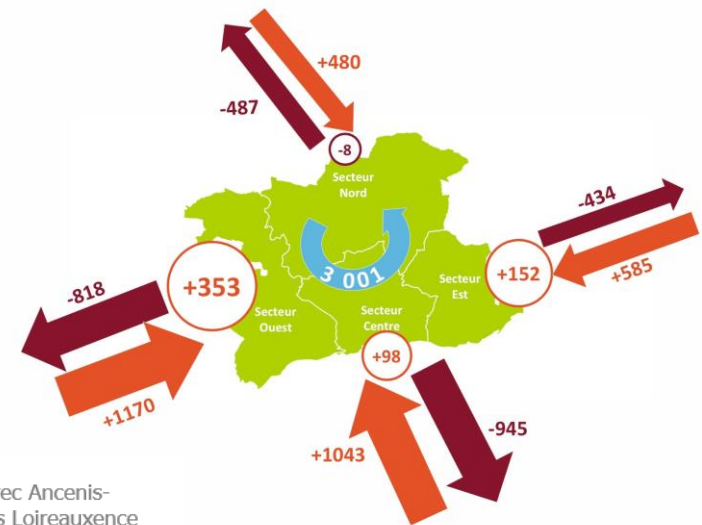 +480
-487
-8
Secteur
Nord
-434
+585
+152
Secteur
Est
3 001
+353
-818
+1170
Secteur
Ouest
Secteur
Centre
+98
+1043
-945
ec Ancenis-
s Loireauxence